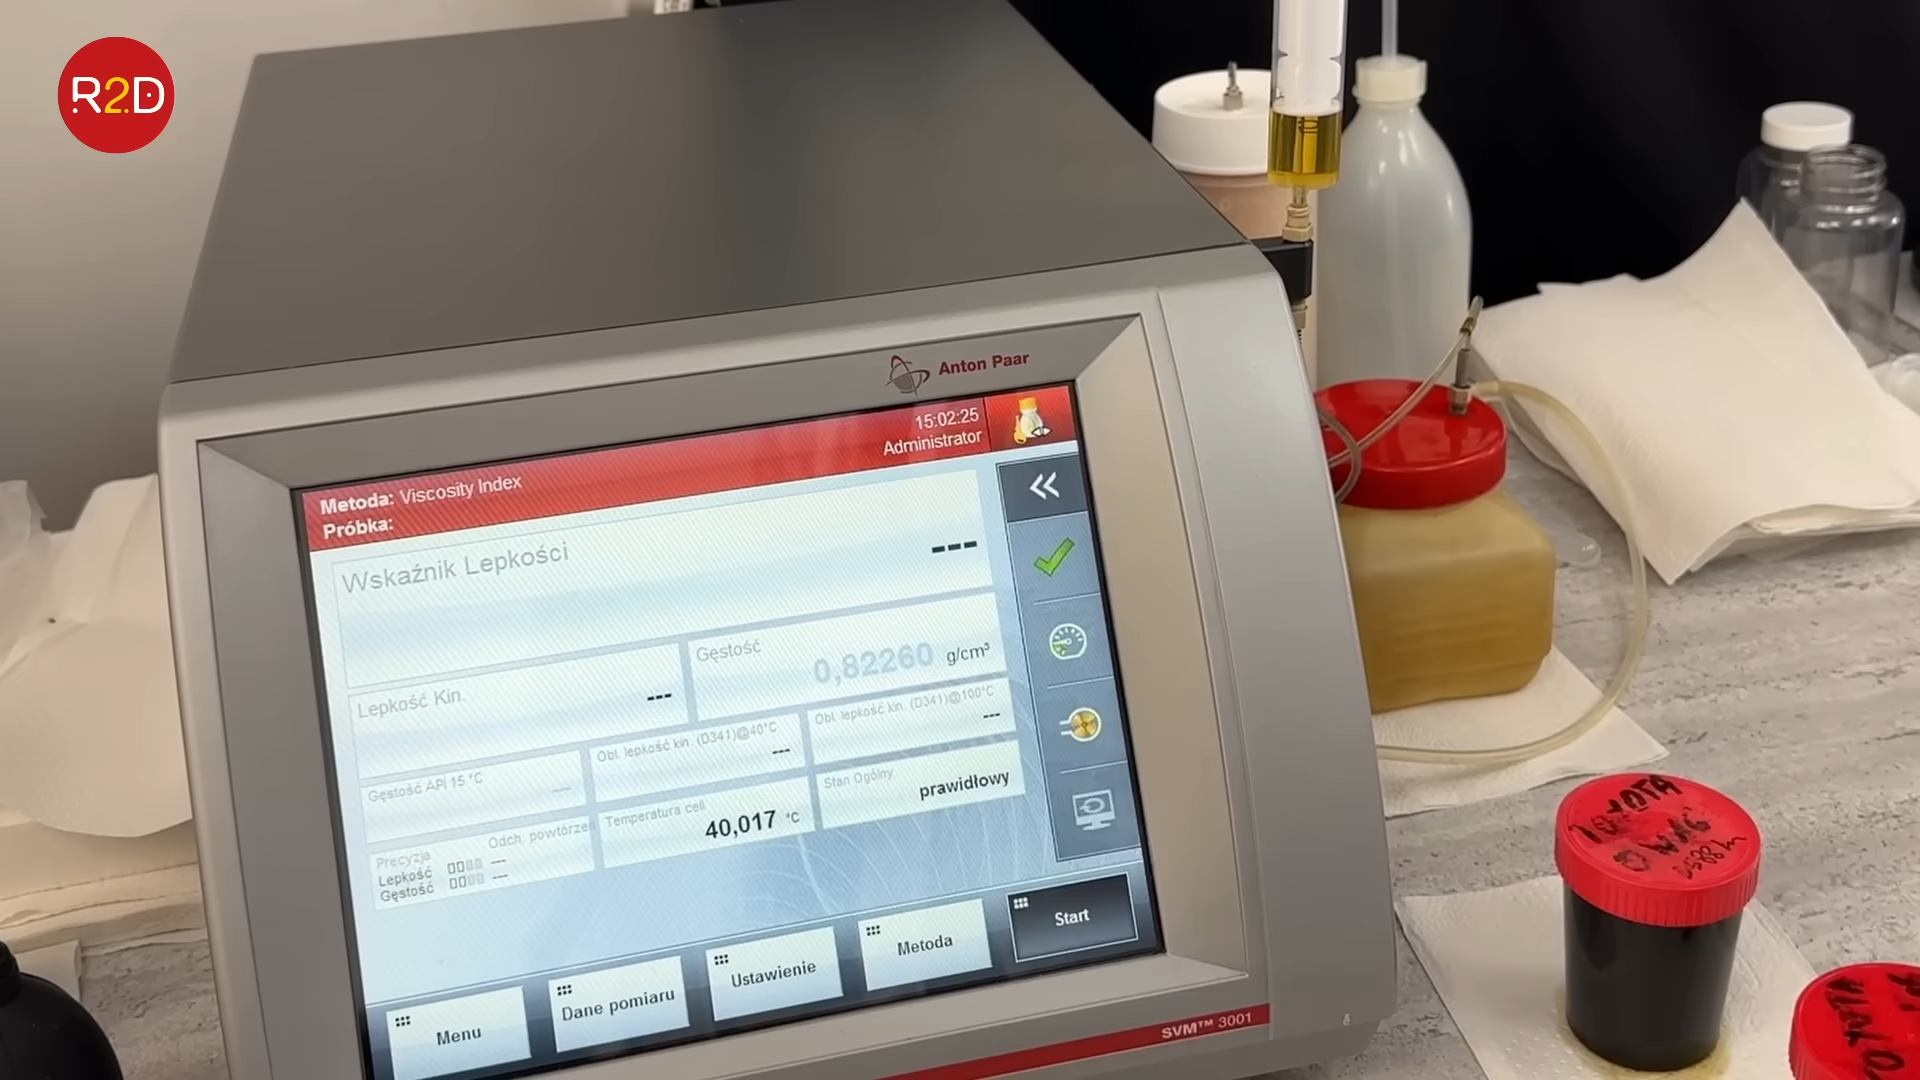 R2D
Anton Paar
15:02:25
Administrator
Metoda: Viscosity Index
Próbka:
Wskaźnik Lepkości
---
Lepkość Kin.
---
Gęstość
0,82260 g/cm³
Gęstość API 15 °C
---
Obl. lepkość kin. (D341)@40°C
---
Obl. lepkość kin. (D341)@100°C
---
Precyzja
Odch. powtórzen
Lepkość ---
Gęstość ---
Temperatura celi
40,017 °C
Stan Ogólny
prawidłowy
Menu
Dane pomiaru
Ustawienie
Metoda
Start
SVM™ 3001